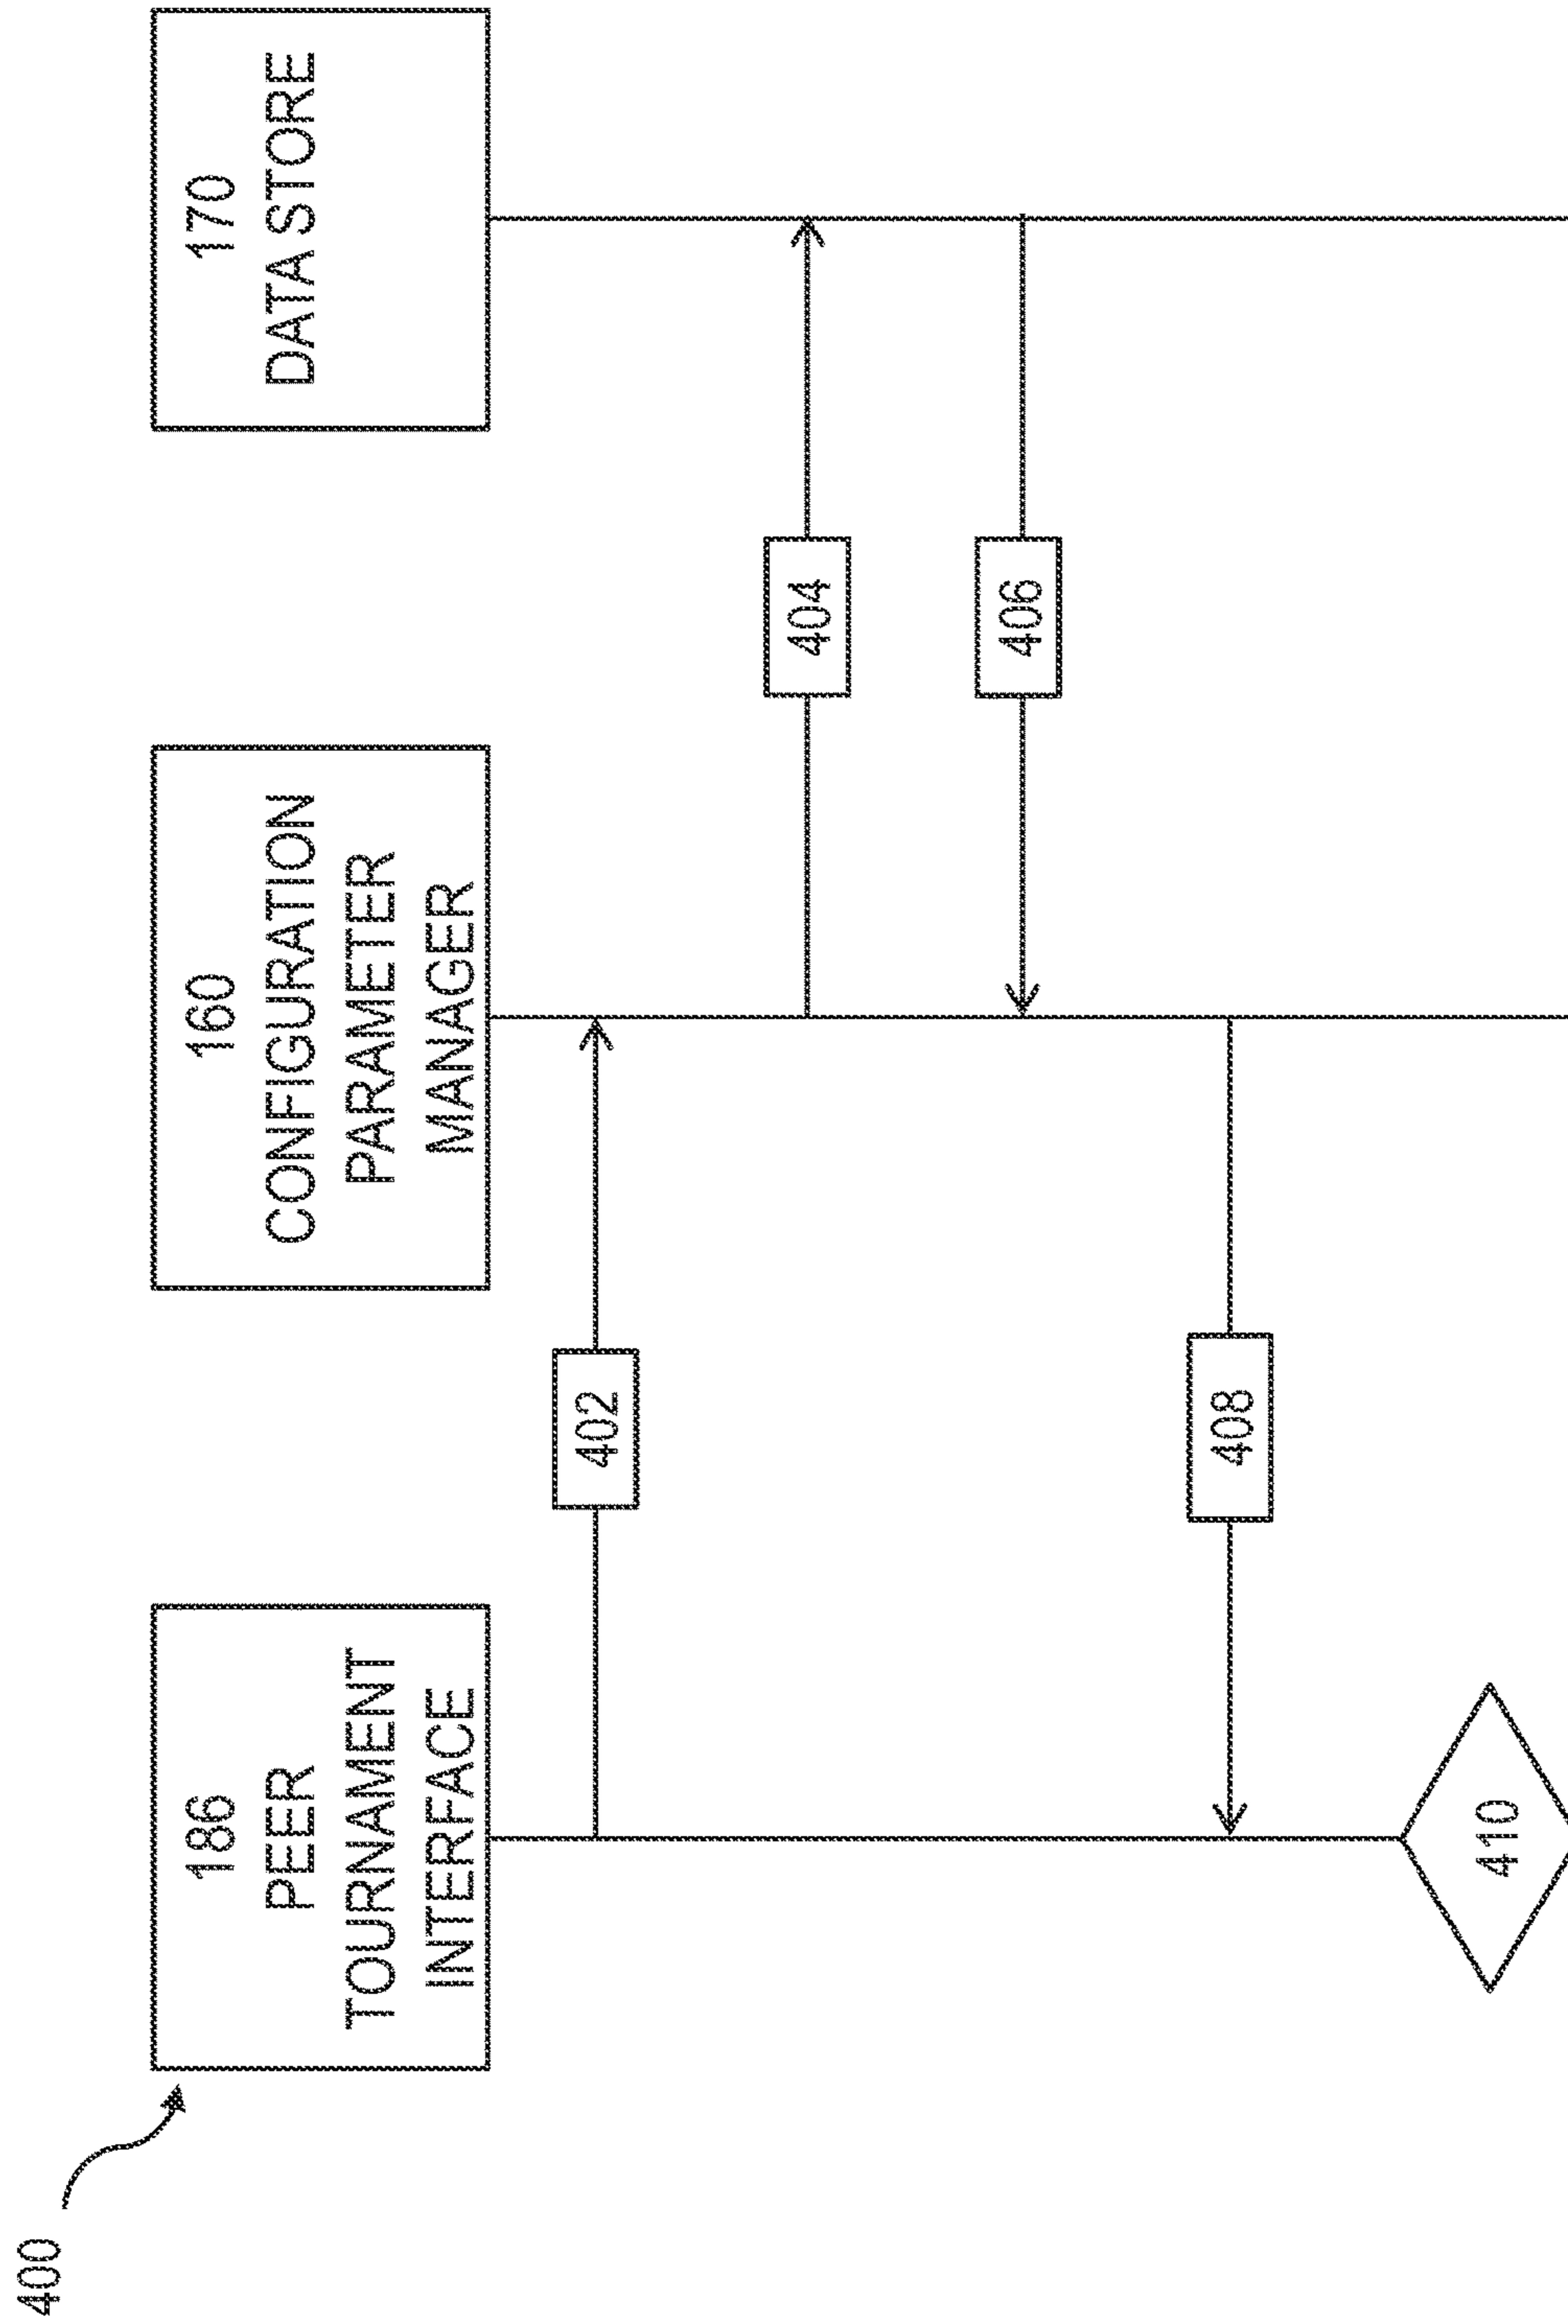 400
186
PEER
TOURNAMENT
INTERFACE
160
CONFIGURATION
PARAMETER
MANAGER
170
DATA STORE
402
404
406
408
410